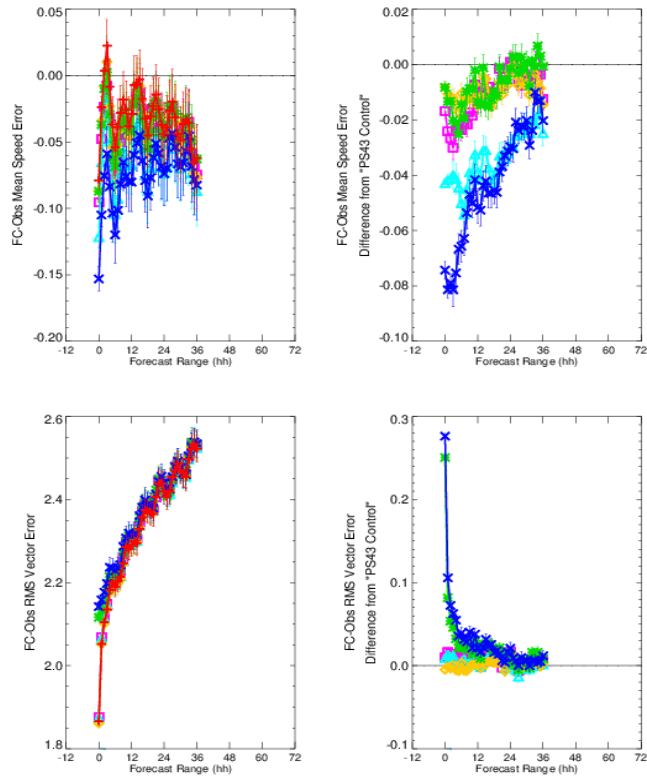 0.05
0.00
-0.05
-0.10
-0.15
-0.20
FC-Obs Mean Speed Error
-12 0 12 24 36 48 60 72
Forecast Range (hh)
0.02
0.00
-0.02
-0.04
-0.06
-0.08
-0.10
FC-Obs Mean Speed Error
Difference from "PS43 Control"
-12 0 12 24 36 48 60 72
Forecast Range (hh)
2.6
2.4
2.2
2.0
1.8
FC-Obs RMS Vector Error
-12 0 12 24 36 48 60 72
Forecast Range (hh)
0.3
0.2
0.1
0.0
-0.1
FC-Obs RMS Vector Error
Difference from "PS43 Control"
-12 0 12 24 36 48 60 72
Forecast Range (hh)